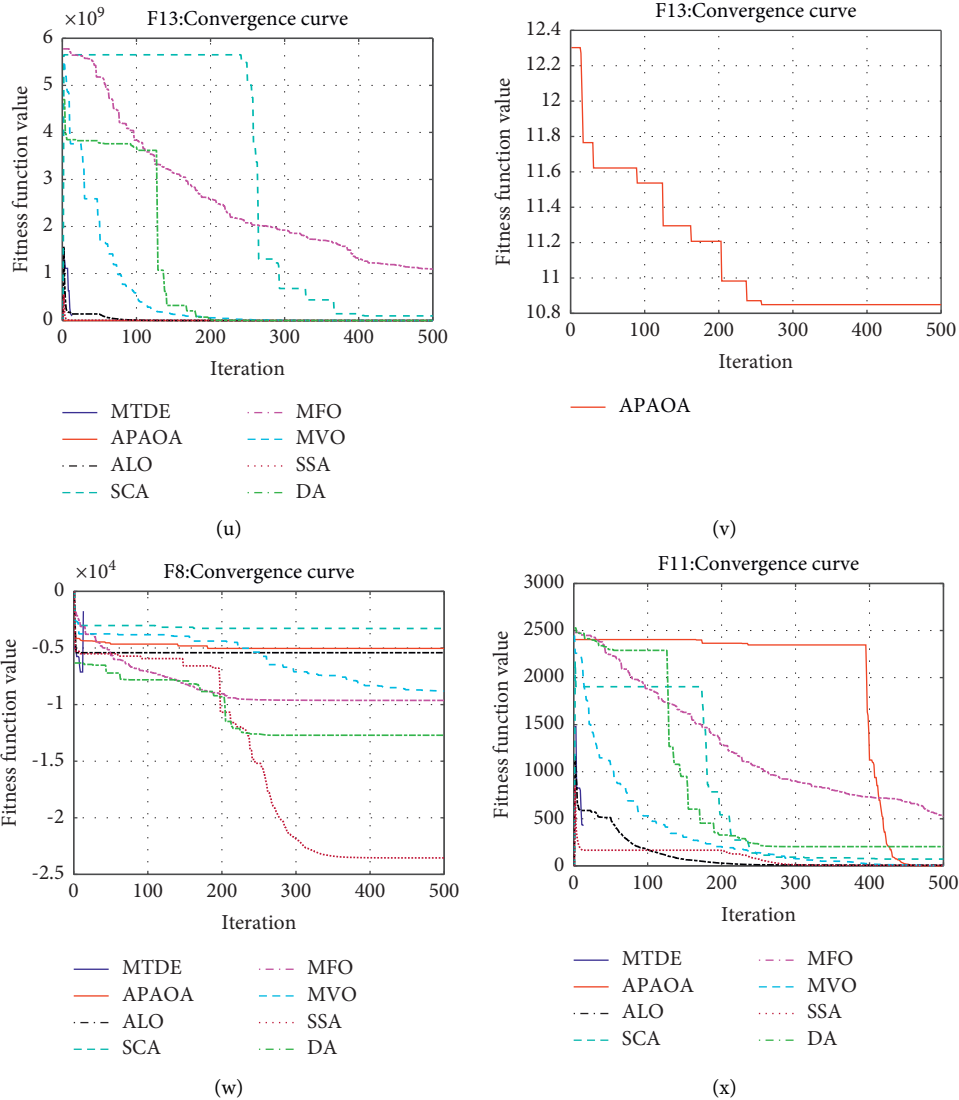 ×10⁹
F13:Convergence curve
6
5
4
3
2
1
0
0 100 200 300 400 500
Fitness function value
Iteration
MTDE MFO
APAOA MVO
ALO SSA
SCA DA
(u)
F13:Convergence curve
12.4
12.2
12
11.8
11.6
11.4
11.2
11
10.8
0 100 200 300 400 500
Fitness function value
Iteration
APAOA
(v)
×10⁴
F8:Convergence curve
0
-0.5
-1
-1.5
-2
-2.5
0 100 200 300 400 500
Fitness function value
Iteration
MTDE MFO
APAOA MVO
ALO SSA
SCA DA
(w)
F11:Convergence curve
3000
2500
2000
1500
1000
500
0
0 100 200 300 400 500
Fitness function value
Iteration
MTDE MFO
APAOA MVO
ALO SSA
SCA DA
(x)